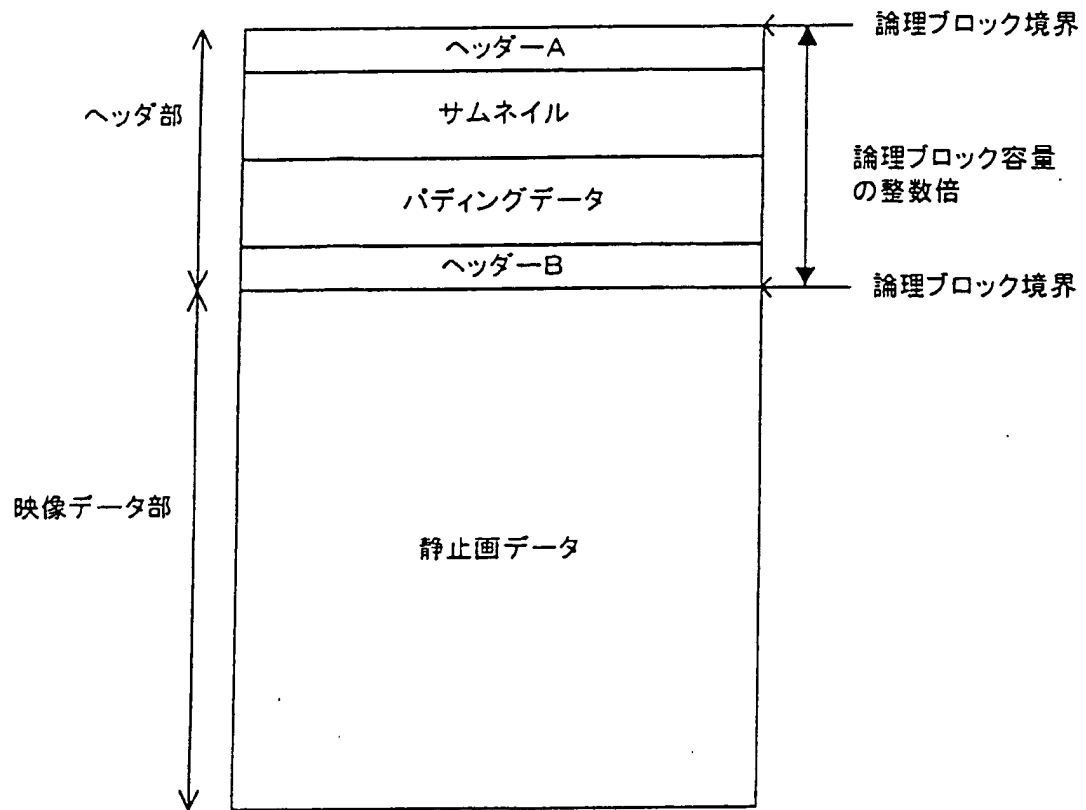 論理ブロック境界
ヘッダーA
ヘッダ部
サムネイル
論理ブロック容量
の整数倍
パディングデータ
ヘッダーB
論理ブロック境界
映像データ部
静止画データ